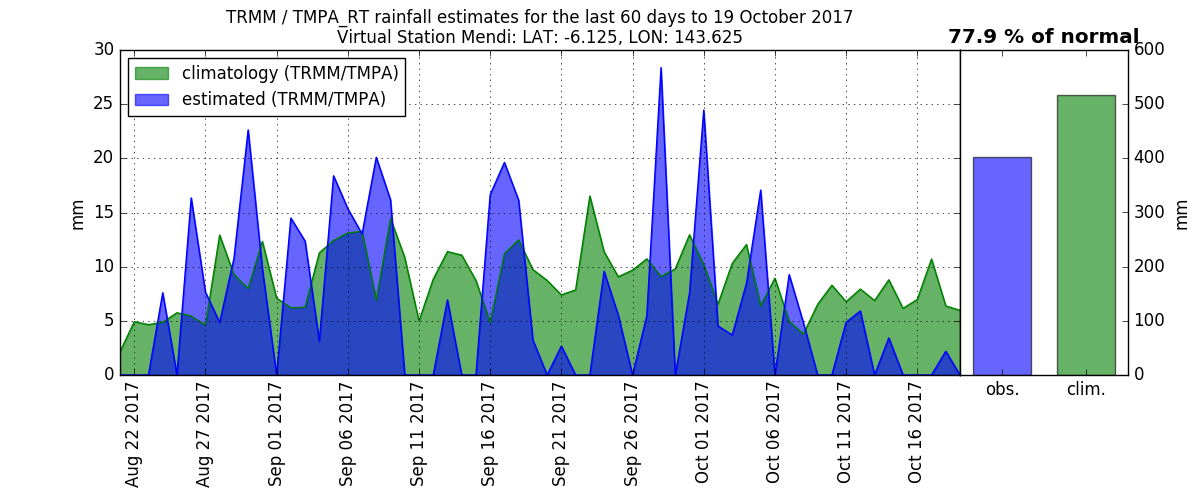 TRMM / TMPA_RT rainfall estimates for the last 60 days to 19 October 2017
Virtual Station Mendi: LAT: -6.125, LON: 143.625
77.9 % of normal
climatology (TRMM/TMPA)
estimated (TRMM/TMPA)
30
25
20
15
10
5
0
mm
Aug 22 2017
Aug 27 2017
Sep 01 2017
Sep 06 2017
Sep 11 2017
Sep 16 2017
Sep 21 2017
Sep 26 2017
Oct 01 2017
Oct 06 2017
Oct 11 2017
Oct 16 2017
obs.
clim.
600
500
400
300
200
100
0
mm